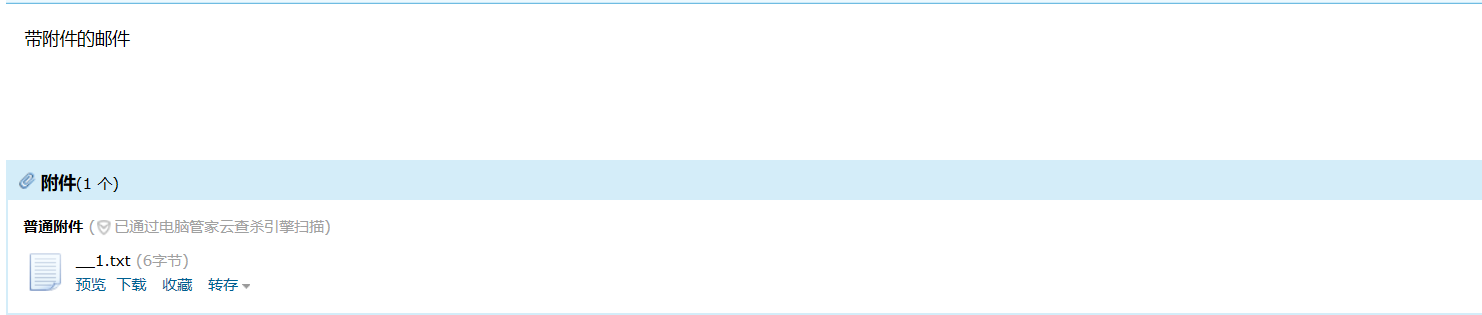 带附件的邮件
附件(1 个)
普通附件 (已通过电脑管家云查杀引擎扫描)
__1.txt (6字节)
预览 下载 收藏 转存